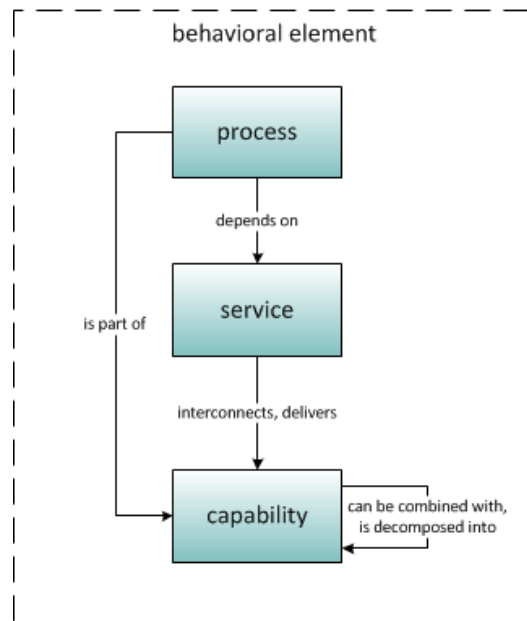 behavioral element
process
depends on
service
is part of
interconnects, delivers
capability
can be combined with,
is decomposed into